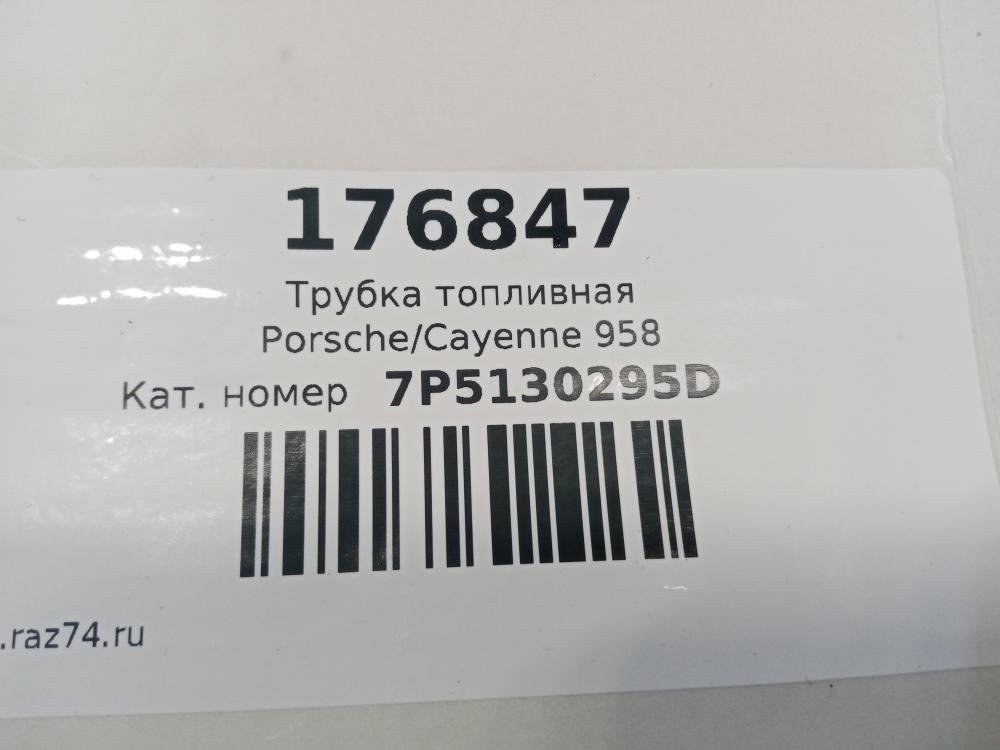 176847
Трубка топливная
Porsche/Cayenne 958
Кат. номер 7P5130295D
.raz74.ru